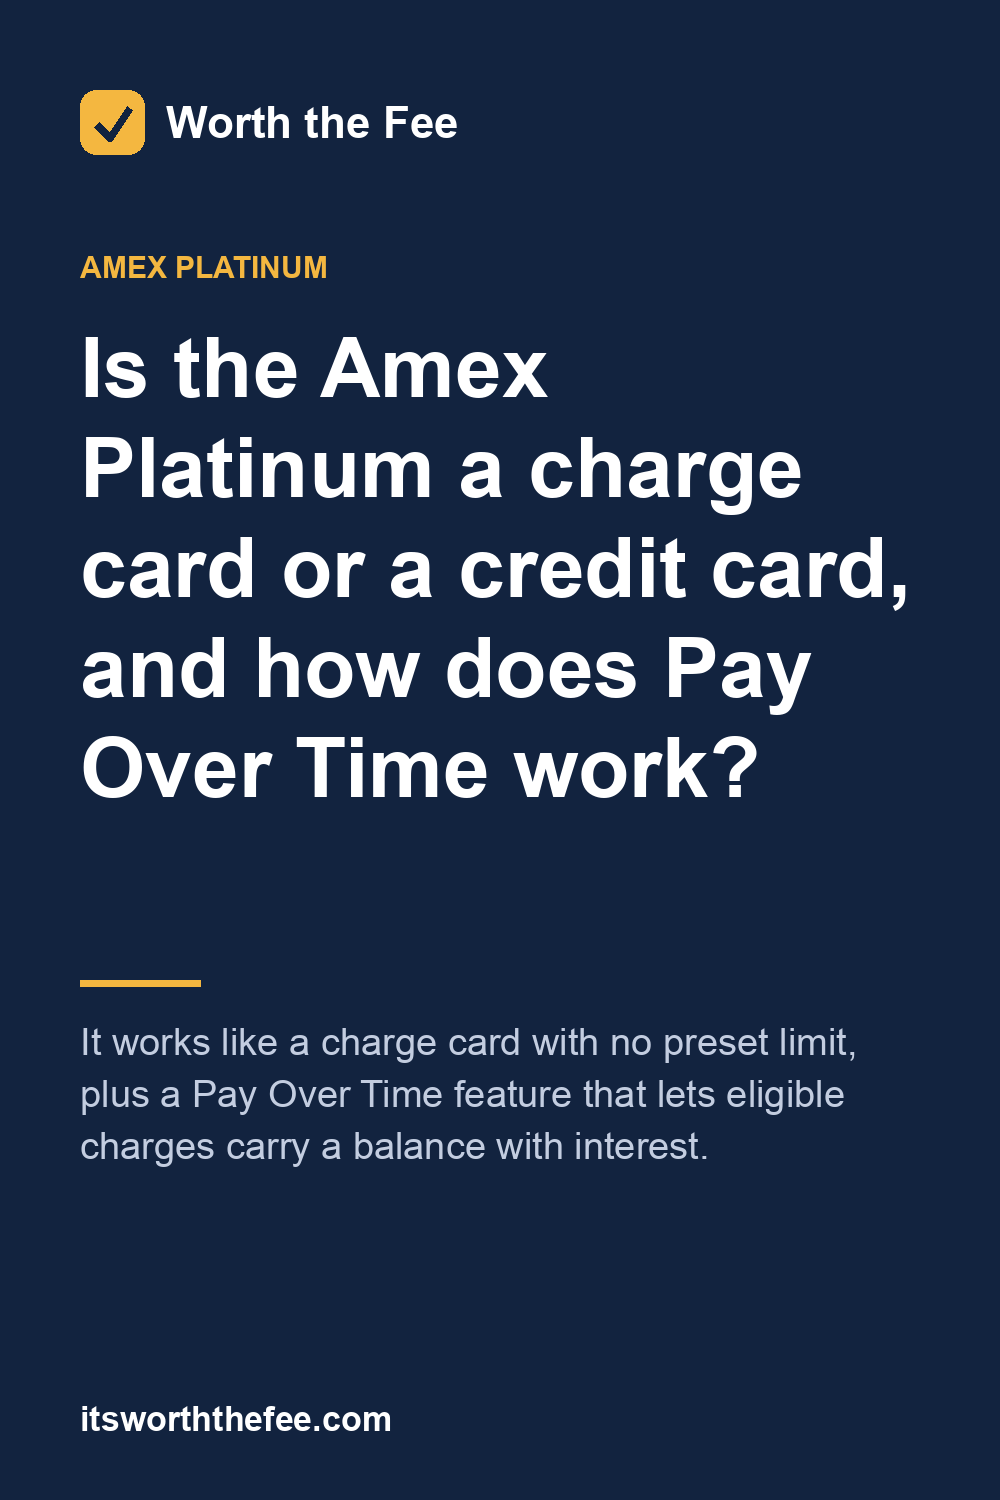 Worth the Fee
AMEX PLATINUM
Is the Amex
Platinum a charge
card or a credit card,
and how does Pay
Over Time work?
It works like a charge card with no preset limit,
plus a Pay Over Time feature that lets eligible
charges carry a balance with interest.
itsworththefee.com